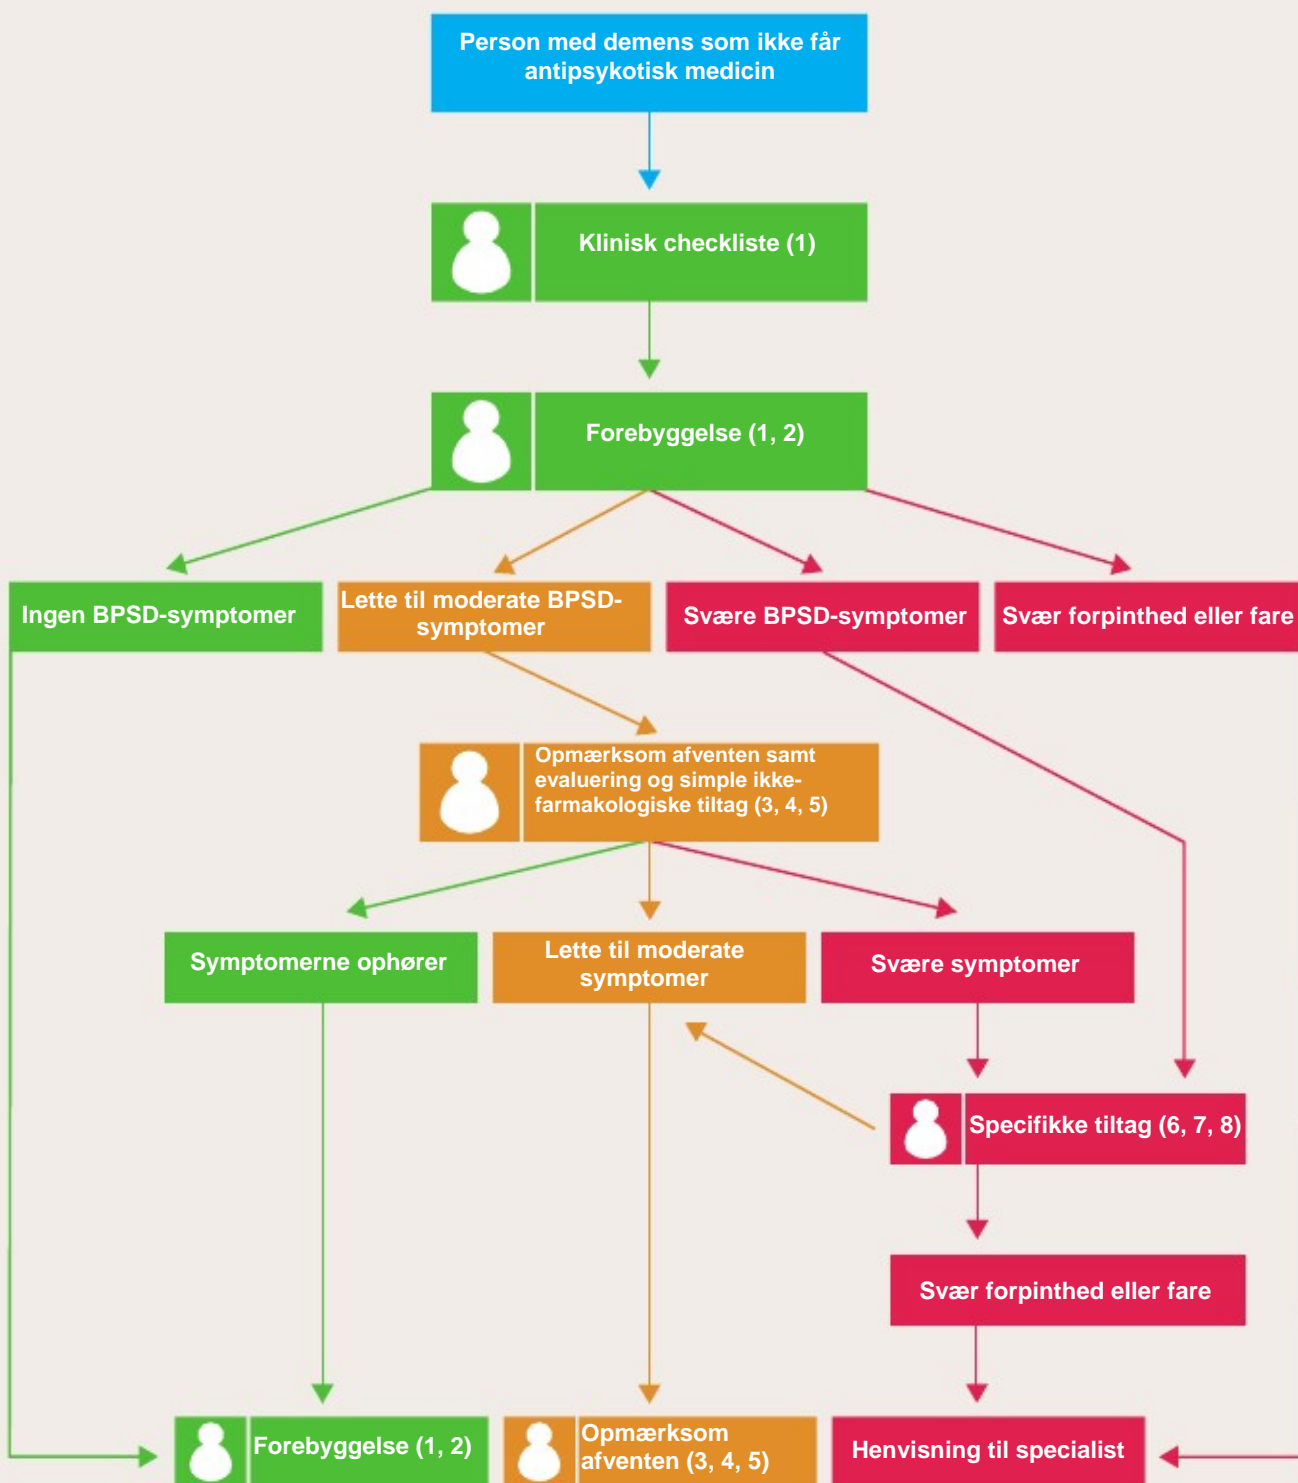 Person med demens som ikke får
antipsykotisk medicin
Klinisk checkliste (1)
Forebyggelse (1, 2)
Ingen BPSD-symptomer
Lette til moderate BPSD-
symptomer
Svære BPSD-symptomer
Svær forpinthed eller fare
Opmærksom afventen samt
evaluering og simple ikke-
farmakologiske tiltag (3, 4, 5)
Symptomerne ophører
Lette til moderate
symptomer
Svære symptomer
Specifikke tiltag (6, 7, 8)
Svær forpinthed eller fare
Forebyggelse (1, 2)
Opmærksom
afventen (3, 4, 5)
Henvisning til specialist